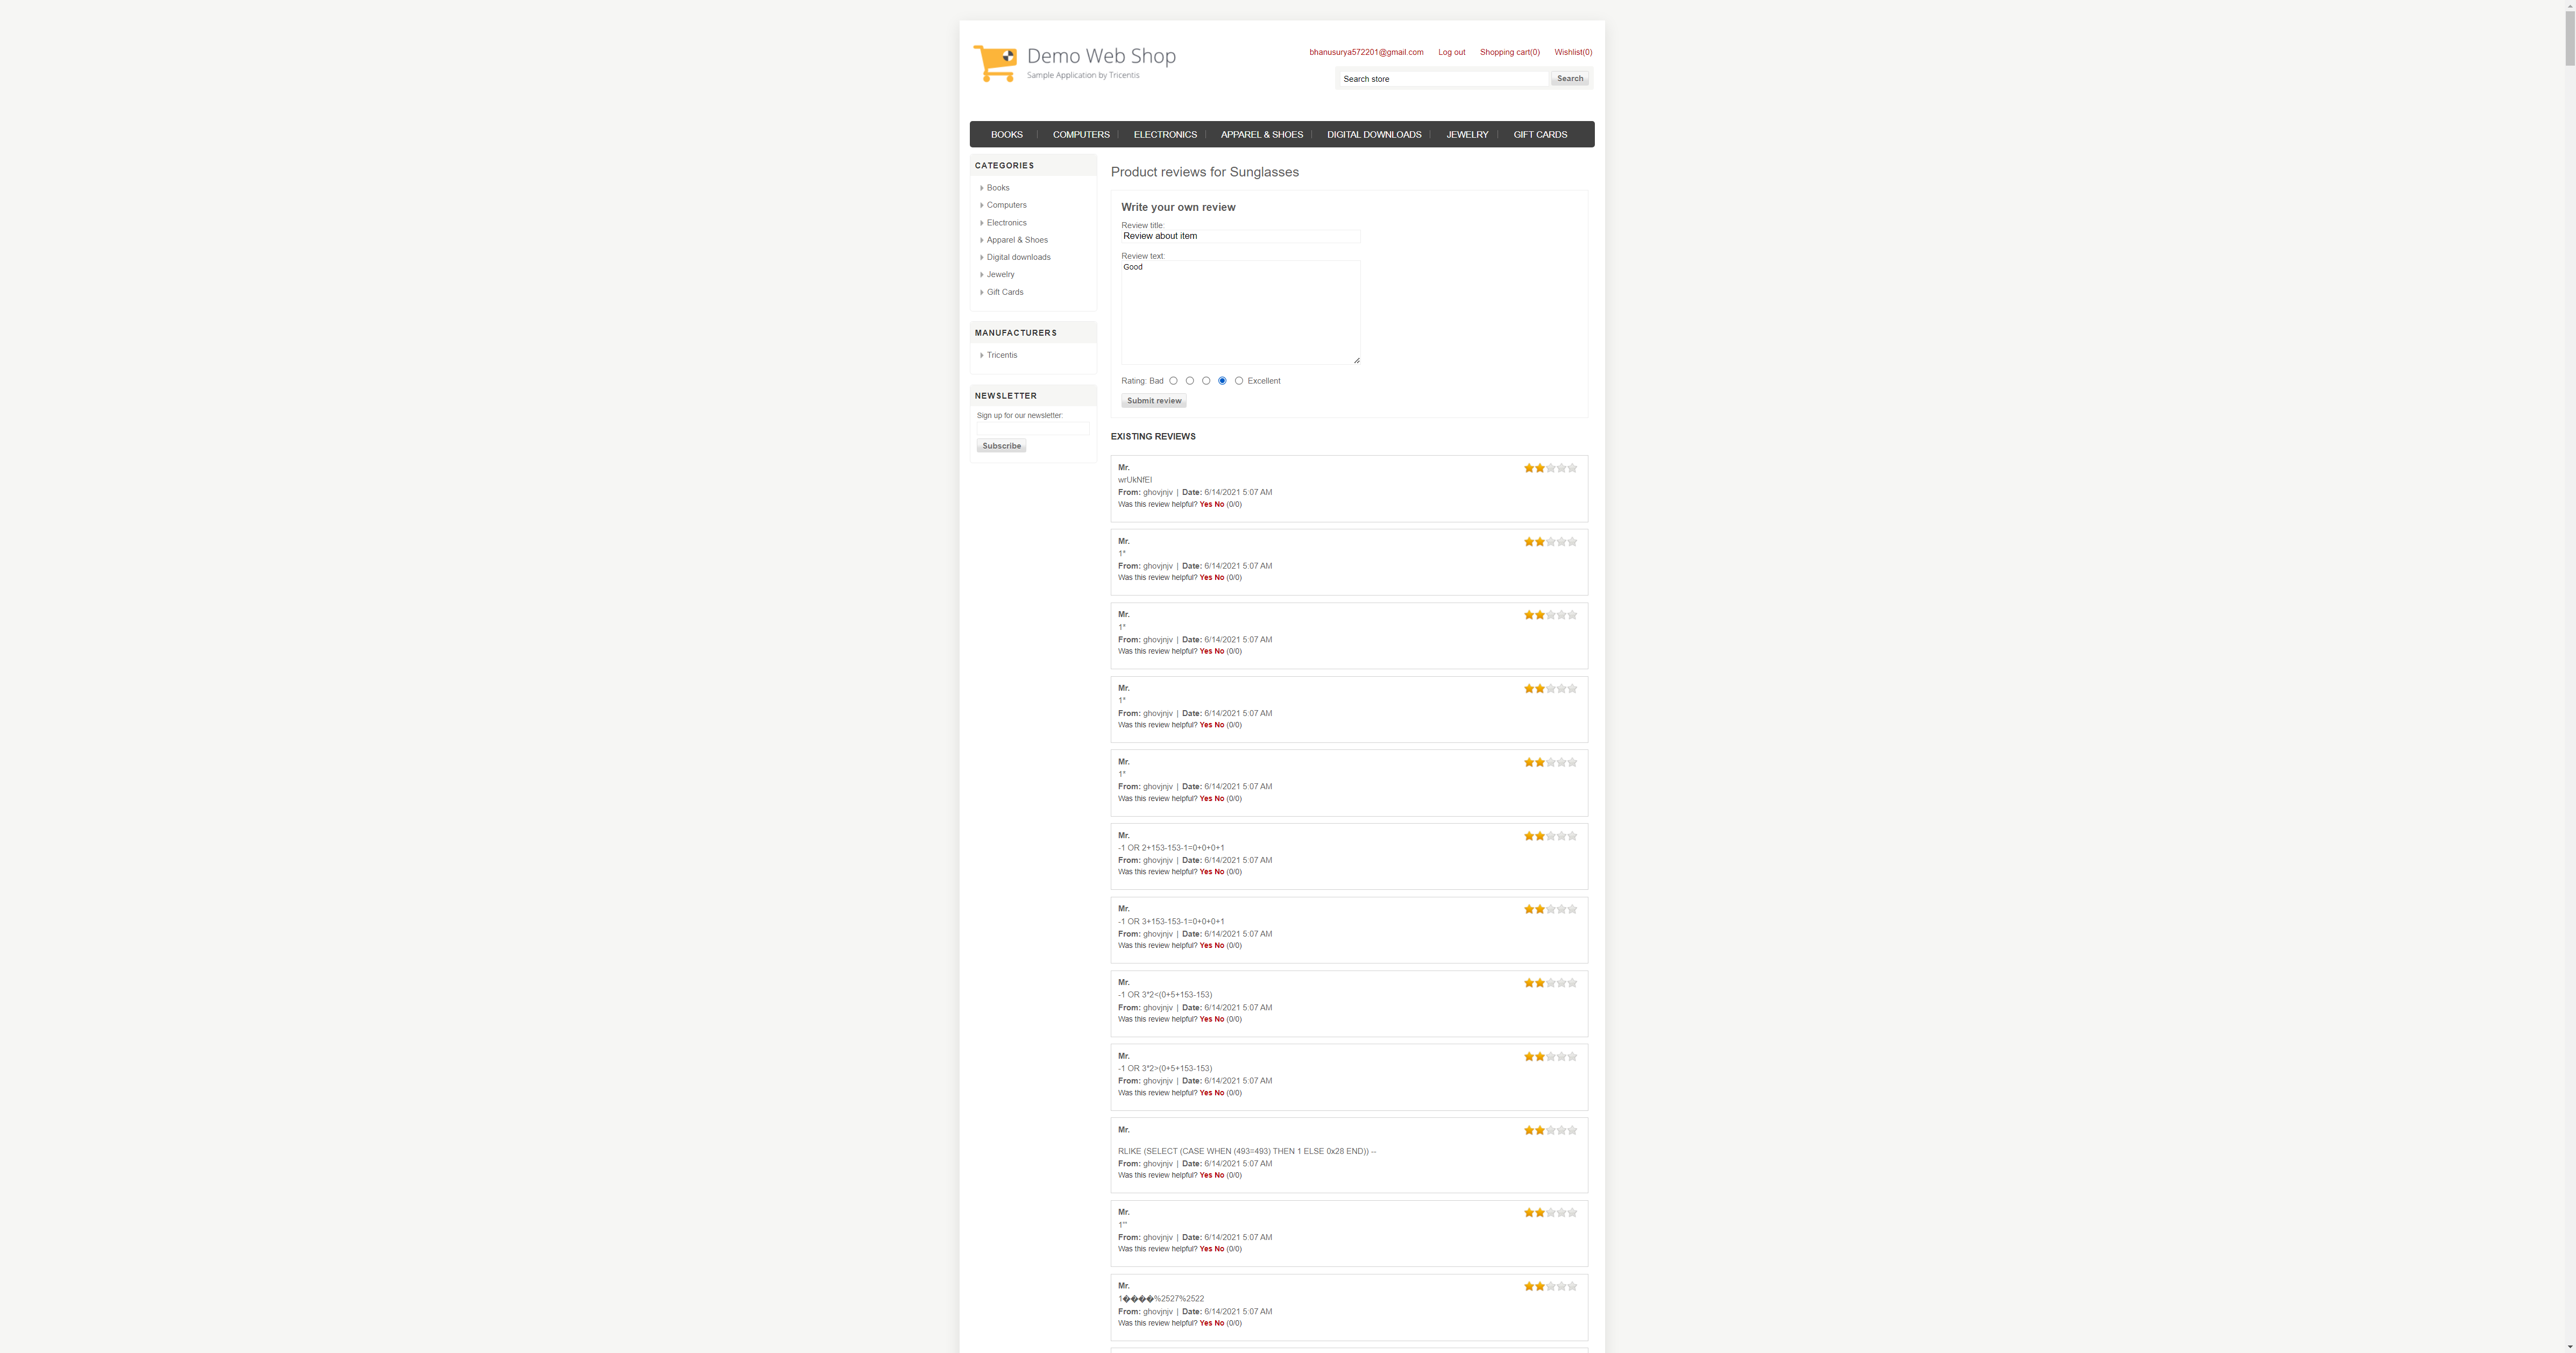 Demo Web Shop
Sample Application by Tricentis
bhanusurya572201@gmail.com Log out Shopping cart(0) Wishlist(0)
Search store Search
BOOKS COMPUTERS ELECTRONICS APPAREL & SHOES DIGITAL DOWNLOADS JEWELRY GIFT CARDS
CATEGORIES
Books
Computers
Electronics
Apparel & Shoes
Digital downloads
Jewelry
Gift Cards
MANUFACTURERS
Tricentis
NEWSLETTER
Sign up for our newsletter:
Subscribe
Product reviews for Sunglasses
Write your own review
Review title:
Review about item
Review text:
Good
Rating: Bad Excellent
Submit review
EXISTING REVIEWS
Mr.
wrUkNfEI
From: ghovjnjv | Date: 6/14/2021 5:07 AM
Was this review helpful? Yes No (0/0)
Mr.
From: ghovjnjv | Date: 6/14/2021 5:07 AM
Was this review helpful? Yes No (0/0)
Mr.
From: ghovjnjv | Date: 6/14/2021 5:07 AM
Was this review helpful? Yes No (0/0)
Mr.
From: ghovjnjv | Date: 6/14/2021 5:07 AM
Was this review helpful? Yes No (0/0)
Mr.
From: ghovjnjv | Date: 6/14/2021 5:07 AM
Was this review helpful? Yes No (0/0)
Mr.
-1 OR 2+153-153-1=0+0+0+1
From: ghovjnjv | Date: 6/14/2021 5:07 AM
Was this review helpful? Yes No (0/0)
Mr.
-1 OR 3+153-153-1=0+0+0+1
From: ghovjnjv | Date: 6/14/2021 5:07 AM
Was this review helpful? Yes No (0/0)
Mr.
-1 OR 3*2<(0+5+153-153)
From: ghovjnjv | Date: 6/14/2021 5:07 AM
Was this review helpful? Yes No (0/0)
Mr.
-1 OR 3*2>(0+5+153-153)
From: ghovjnjv | Date: 6/14/2021 5:07 AM
Was this review helpful? Yes No (0/0)
Mr.
RLIKE (SELECT (CASE WHEN (493=493) THEN 1 ELSE 0x28 END)) --
From: ghovjnjv | Date: 6/14/2021 5:07 AM
Was this review helpful? Yes No (0/0)
Mr.
From: ghovjnjv | Date: 6/14/2021 5:07 AM
Was this review helpful? Yes No (0/0)
Mr.
1����%2527%2522
From: ghovjnjv | Date: 6/14/2021 5:07 AM
Was this review helpful? Yes No (0/0)